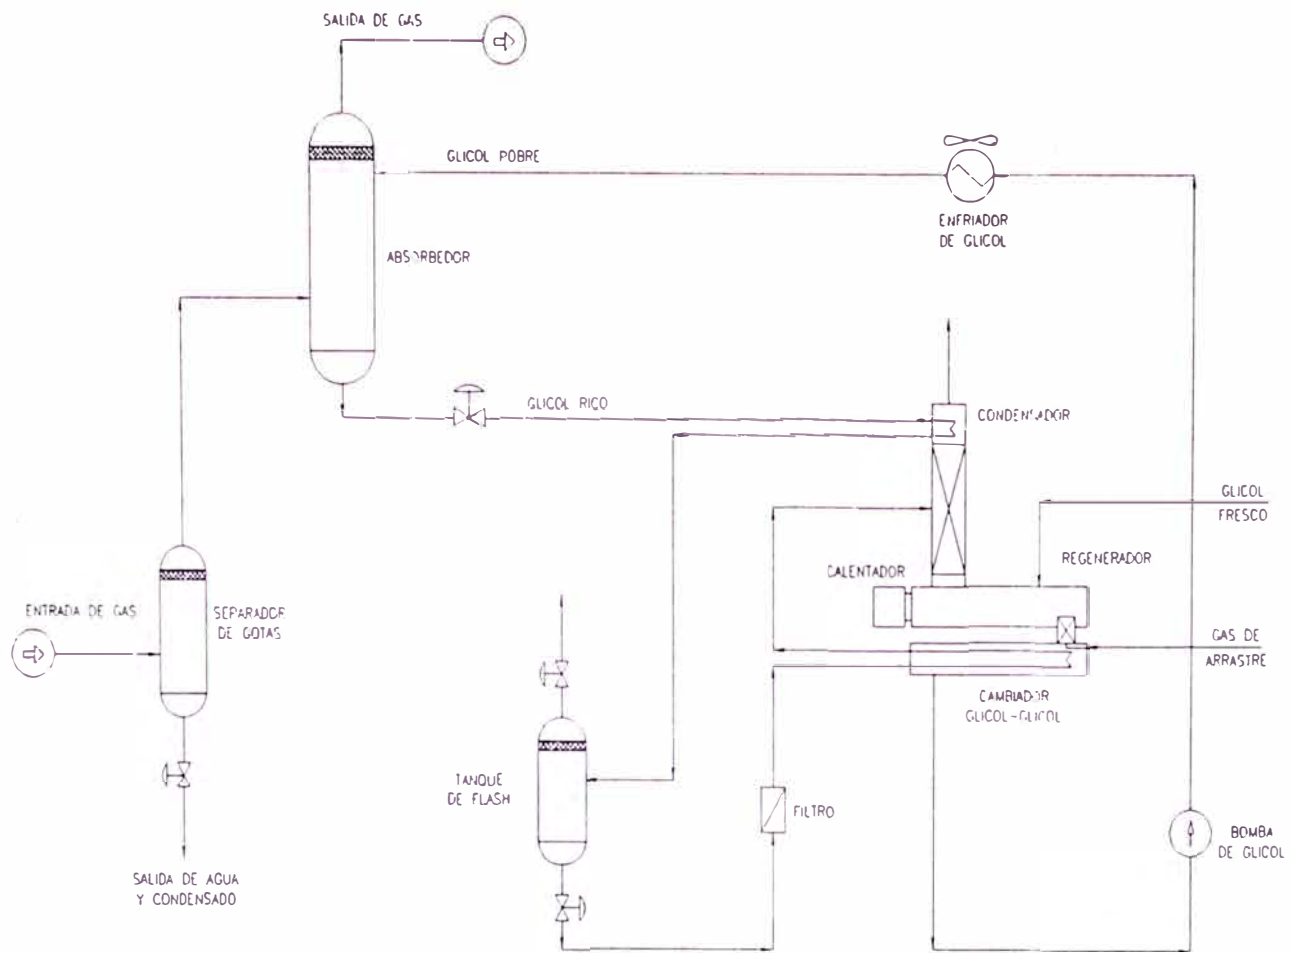 SALIDA DE GAS
GLICOL POBRE
ENFRIADOR
DE GLICOL
ABSORBEDOR
GLICOL RICO
CONDENSADOR
GLICOL
FRESCO
REGENERADOR
CALENTADOR
ENTRADA DE GAS
SEPARADOR
DE GOTAS
GAS DE
ARRASTRE
CAMBIADOR
GLICOL-GLICOL
TANQUE
DE FLASH
FILTRO
BOMBA
DE GLICOL
SALIDA DE AGUA
Y CONDENSADO